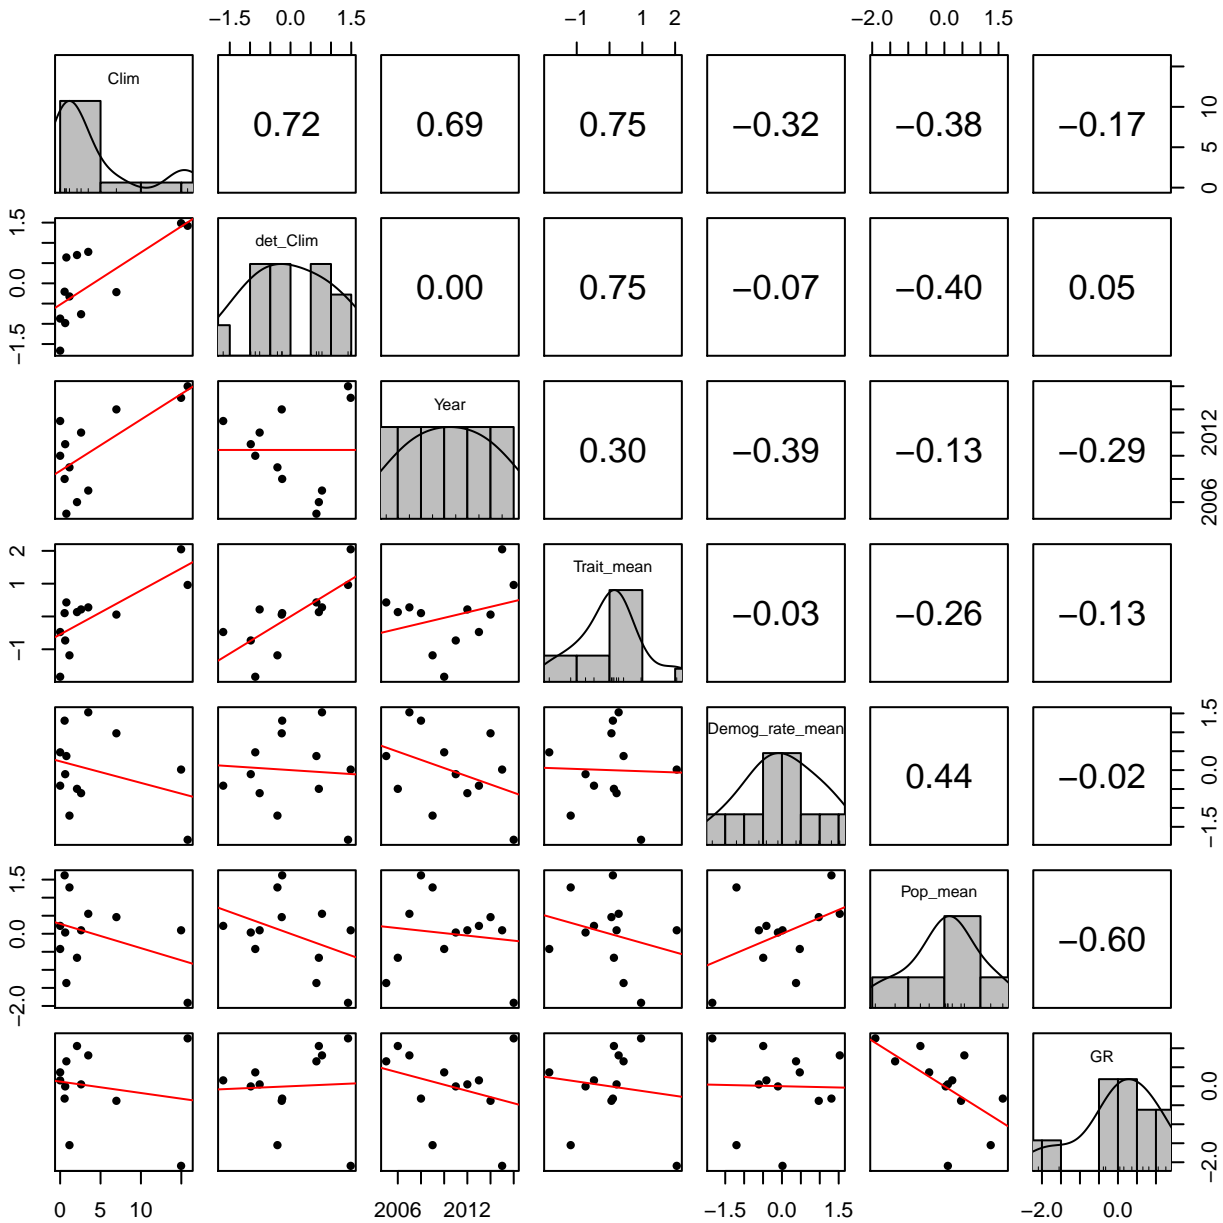 −1.5 0.0 1.5 −1 1 2 −2.0 0.0 1.5
Clim 0.72 0.69 0.75 −0.32 −0.38 −0.17 0 5 10
−1.5 0.0 1.5 det_Clim 0.00 0.75 −0.07 −0.40 0.05
Year 0.30 −0.39 −0.13 −0.29 2006 2012
−1 1 2 Trait_mean −0.03 −0.26 −0.13
Demog_rate_mean 0.44 −0.02 −1.5 0.0 1.5
−2.0 0.0 1.5 Pop_mean −0.60
GR −2.0 0.0
0 5 10 2006 2012 −1.5 0.0 1.5 −2.0 0.0